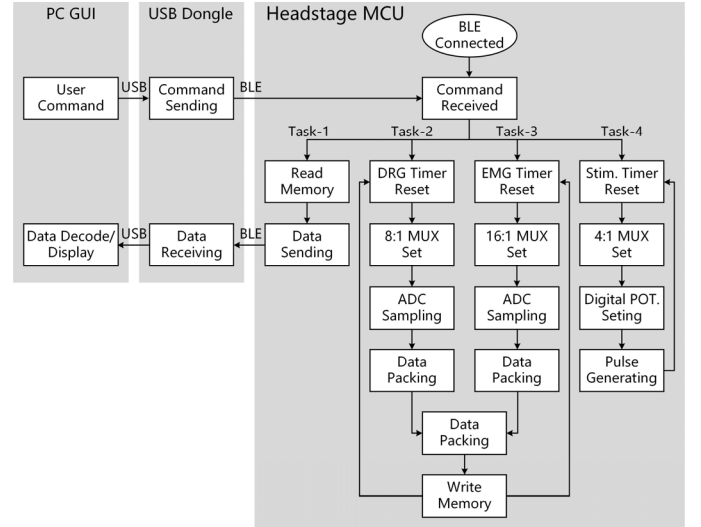 PC GUI
USB Dongle
Headstage MCU
BLE
Connected
User
Command
USB
Command
Sending
BLE
Command
Received
Task-1
Task-2
Task-3
Task-4
Read
Memory
DRG Timer
Reset
EMG Timer
Reset
Stim. Timer
Reset
Data Decode/
Display
USB
Data
Receiving
BLE
Data
Sending
8:1 MUX
Set
16:1 MUX
Set
4:1 MUX
Set
ADC
Sampling
ADC
Sampling
Digital POT.
Seting
Data
Packing
Data
Packing
Pulse
Generating
Data
Packing
Write
Memory